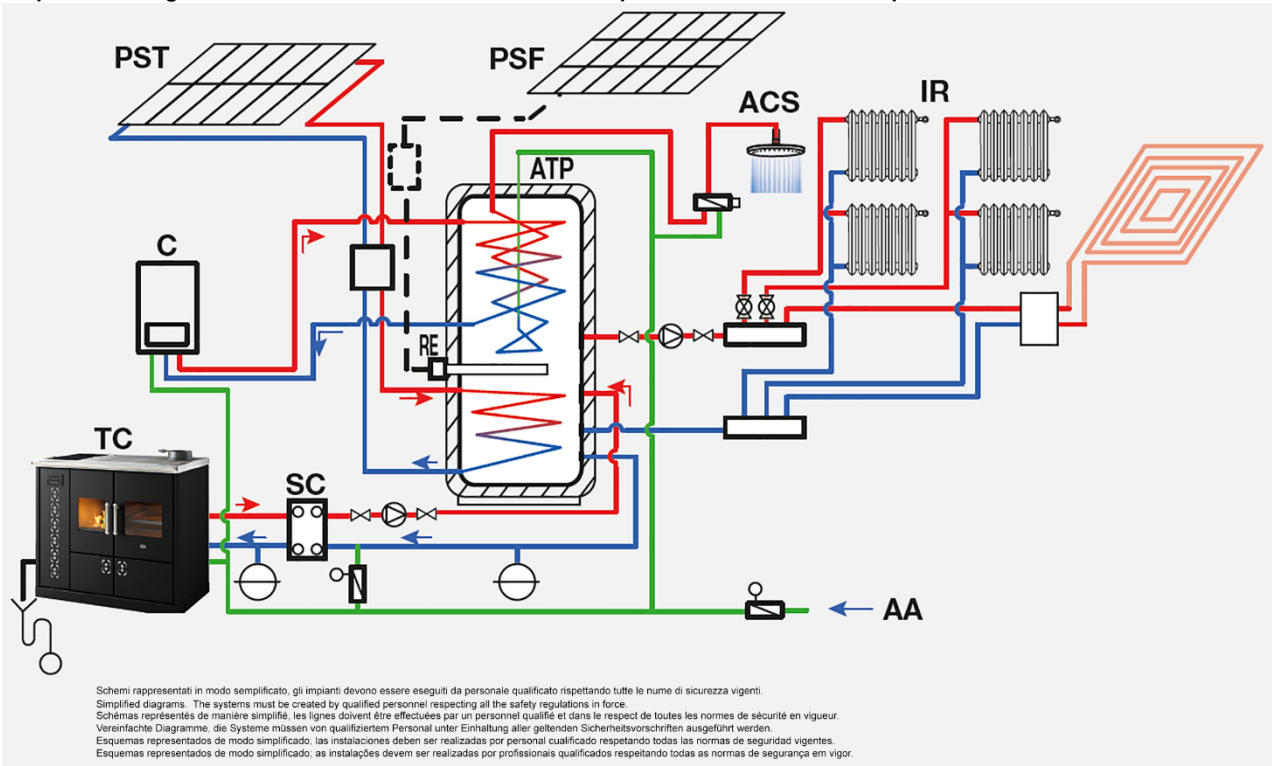 PST
PSF
ACS
IR
ATP
C
RE
TC
SC
AA
Schemi rappresentati in modo semplificato, gli impianti devono essere eseguiti da personale qualificato rispettando tutte le nume di sicurezza vigenti.
Simplified diagrams. The systems must be created by qualified personnel respecting all the safety regulations in force.
Schémas représentés de manière simplifié, les lignes doivent être effectuées par un personnel qualifié et dans le respect de toutes les normes de sécurité en vigueur.
Vereinfachte Diagramme, die Systeme müssen von qualifiziertem Personal unter Einhaltung aller geltenden Sicherheitsvorschriften ausgeführt werden.
Esquemas representados de modo simplificado, las instalaciones deben ser realizadas por personal cualificado respetando todas las normas de seguridad vigentes.
Esquemas representados de modo simplificado; as instalações devem ser realizadas por profissionais qualificados respeitando todas as normas de segurança em vigor.